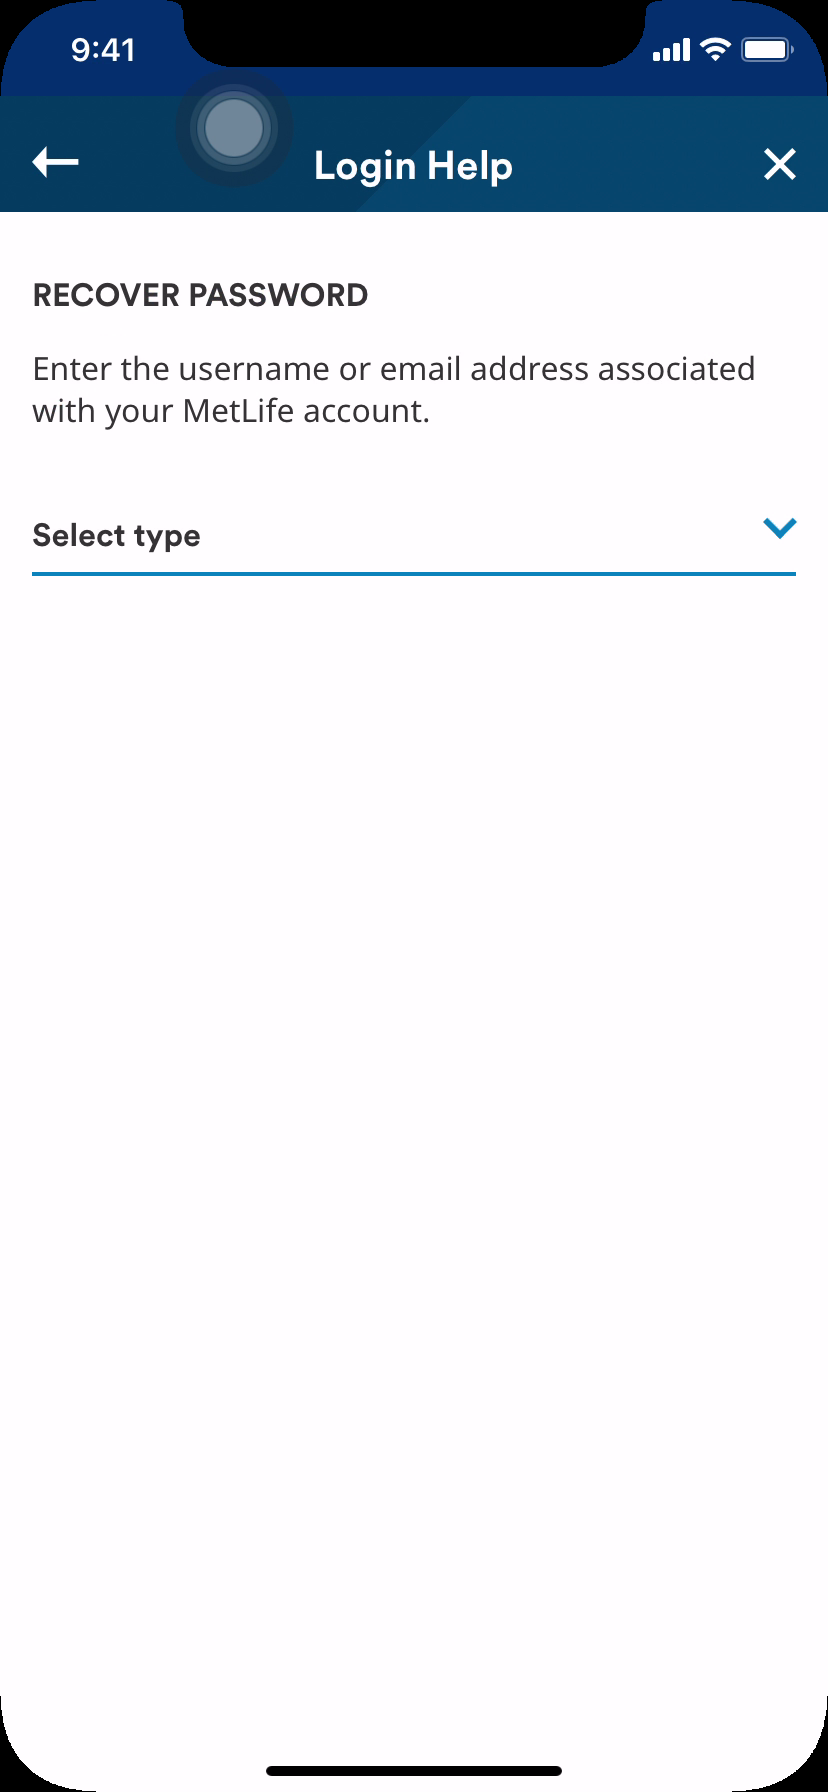 9:41
Login Help
RECOVER PASSWORD
Enter the username or email address associated
with your MetLife account.
Select type